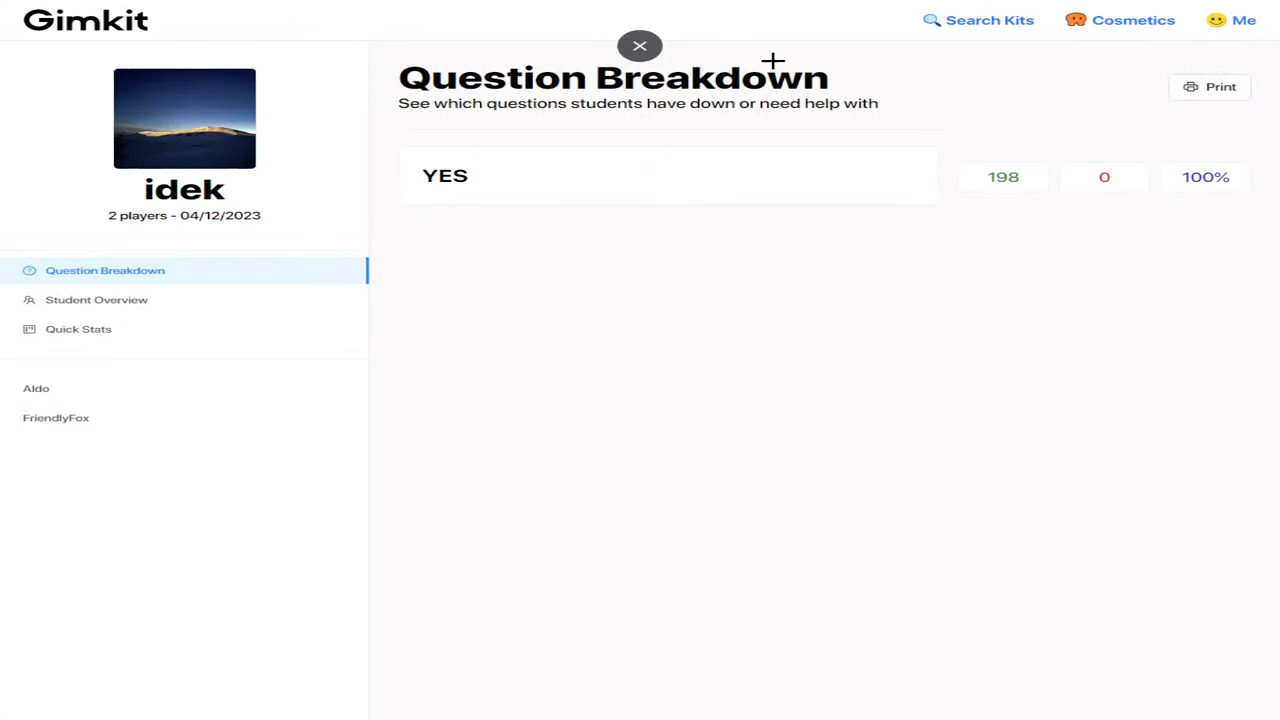 Gimkit
Search Kits
Cosmetics
Me
idek
2 players - 04/12/2023
Question Breakdown
Student Overview
Quick Stats
Aldo
FriendlyFox
Question Breakdown
See which questions students have down or need help with
Print
YES
198
0
100%